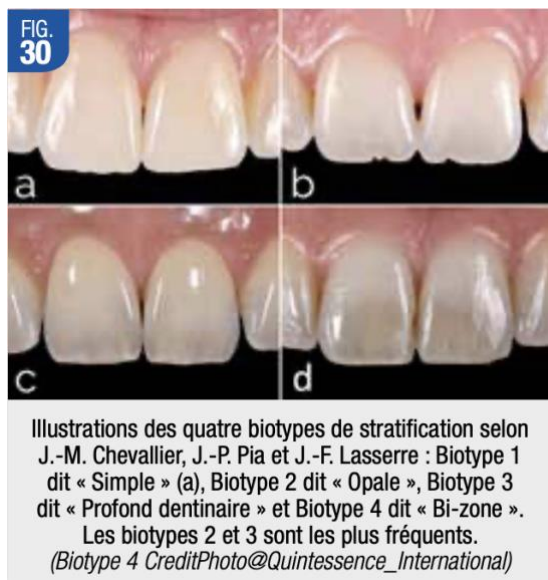 FIG.
30
a
b
c
d
Illustrations des quatre biotypes de stratification selon
J.-M. Chevallier, J.-P. Pia et J.-F. Lasserre : Biotype 1
dit « Simple » (a), Biotype 2 dit « Opale », Biotype 3
dit « Profond dentinaire » et Biotype 4 dit « Bi-zone ».
Les biotypes 2 et 3 sont les plus fréquents.
(Biotype 4 CreditPhoto@Quintessence_International)